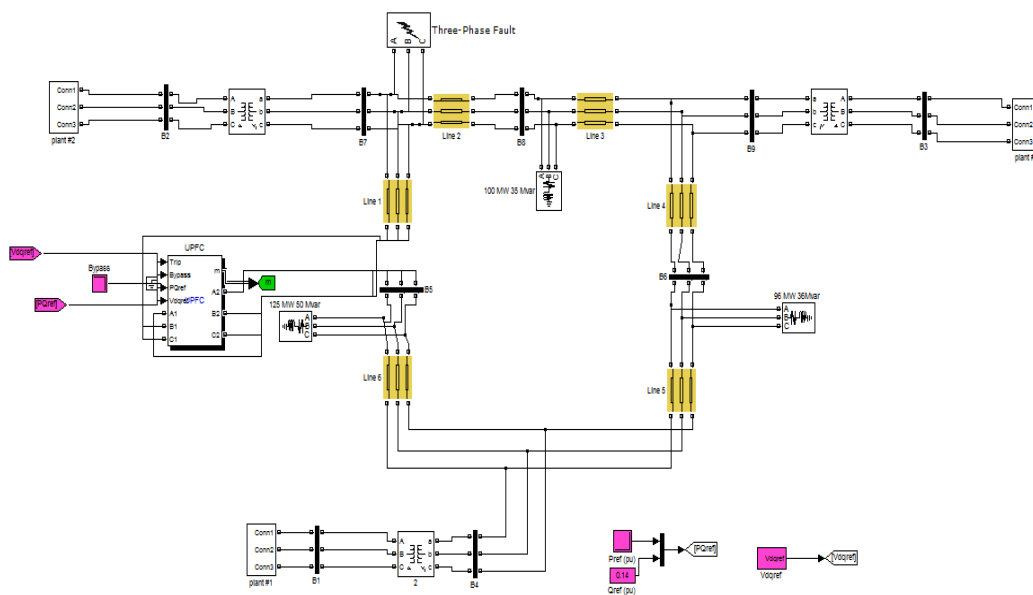 Three-Phase Fault
A B C
Conn1
Conn2
Conn3
plant #2
B2
A
B
C
a
b
c
B7
Line 2
B8
Line 3
B9
a
b
c
A
B
C
B3
Conn1
Conn2
Conn3
plant #
A B C
100 MW 35 Mvar
Line 1
Line 4
[Vdqref]
UPFC
Bypass
[PQref]
Trip
Bypass
PQref
Vdqref
UPFC
A1
B1
C1
m
A2
B2
C2
m
B5
B6
125 MW 50 Mvar
A
B
C
96 MW 36Mvar
A
B
C
Line 6
Line 5
Conn1
Conn2
Conn3
plant #1
B1
A
B
C
a
b
c
2
B4
Pref (pu)
0.14
Qref (pu)
[PQref]
Vdqref
Vdqref
[Vdqref]